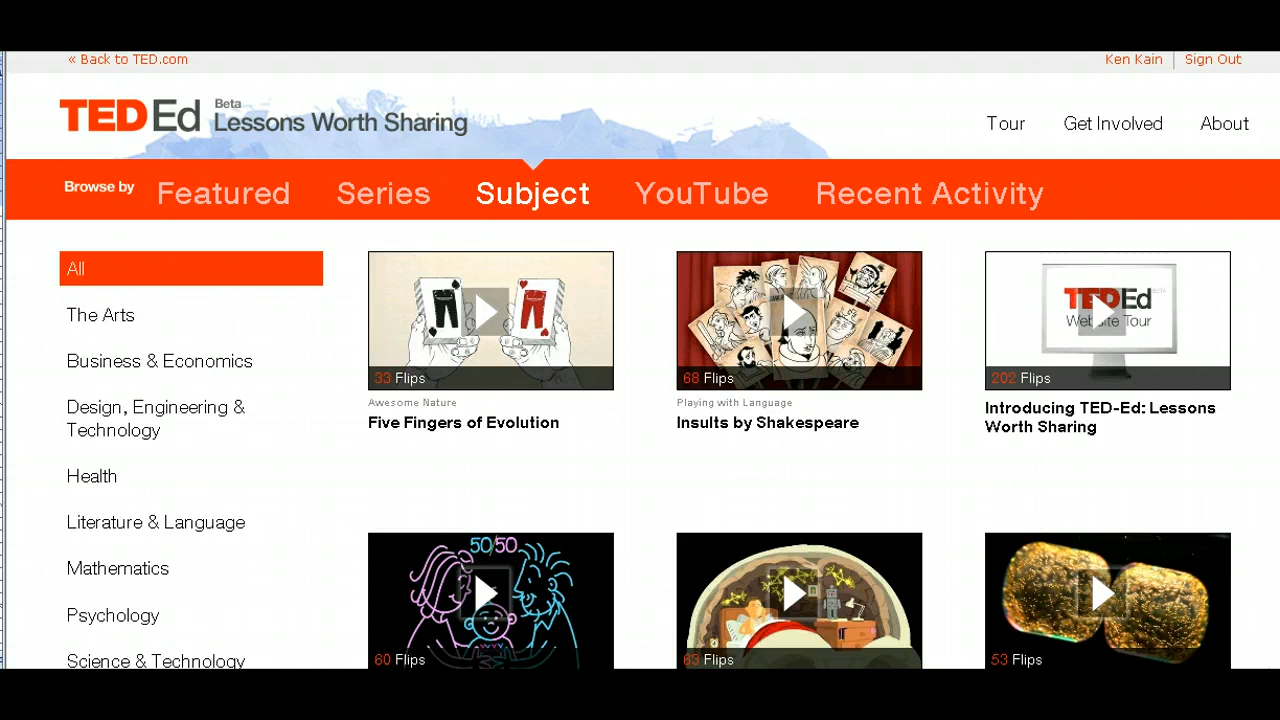 « Back to TED.com
Ken Kain
Sign Out
TED Ed
Beta
Lessons Worth Sharing
Tour
Get Involved
About
Browse by
Featured
Series
Subject
YouTube
Recent Activity
All
The Arts
Business & Economics
Design, Engineering &
Technology
Health
Literature & Language
Mathematics
Psychology
Science & Technology
33 Flips
Awesome Nature
Five Fingers of Evolution
68 Flips
Playing with Language
Insults by Shakespeare
TEDEd BETA
Website Tour
202 Flips
Introducing TED-Ed: Lessons
Worth Sharing
50/50
60 Flips
63 Flips
53 Flips